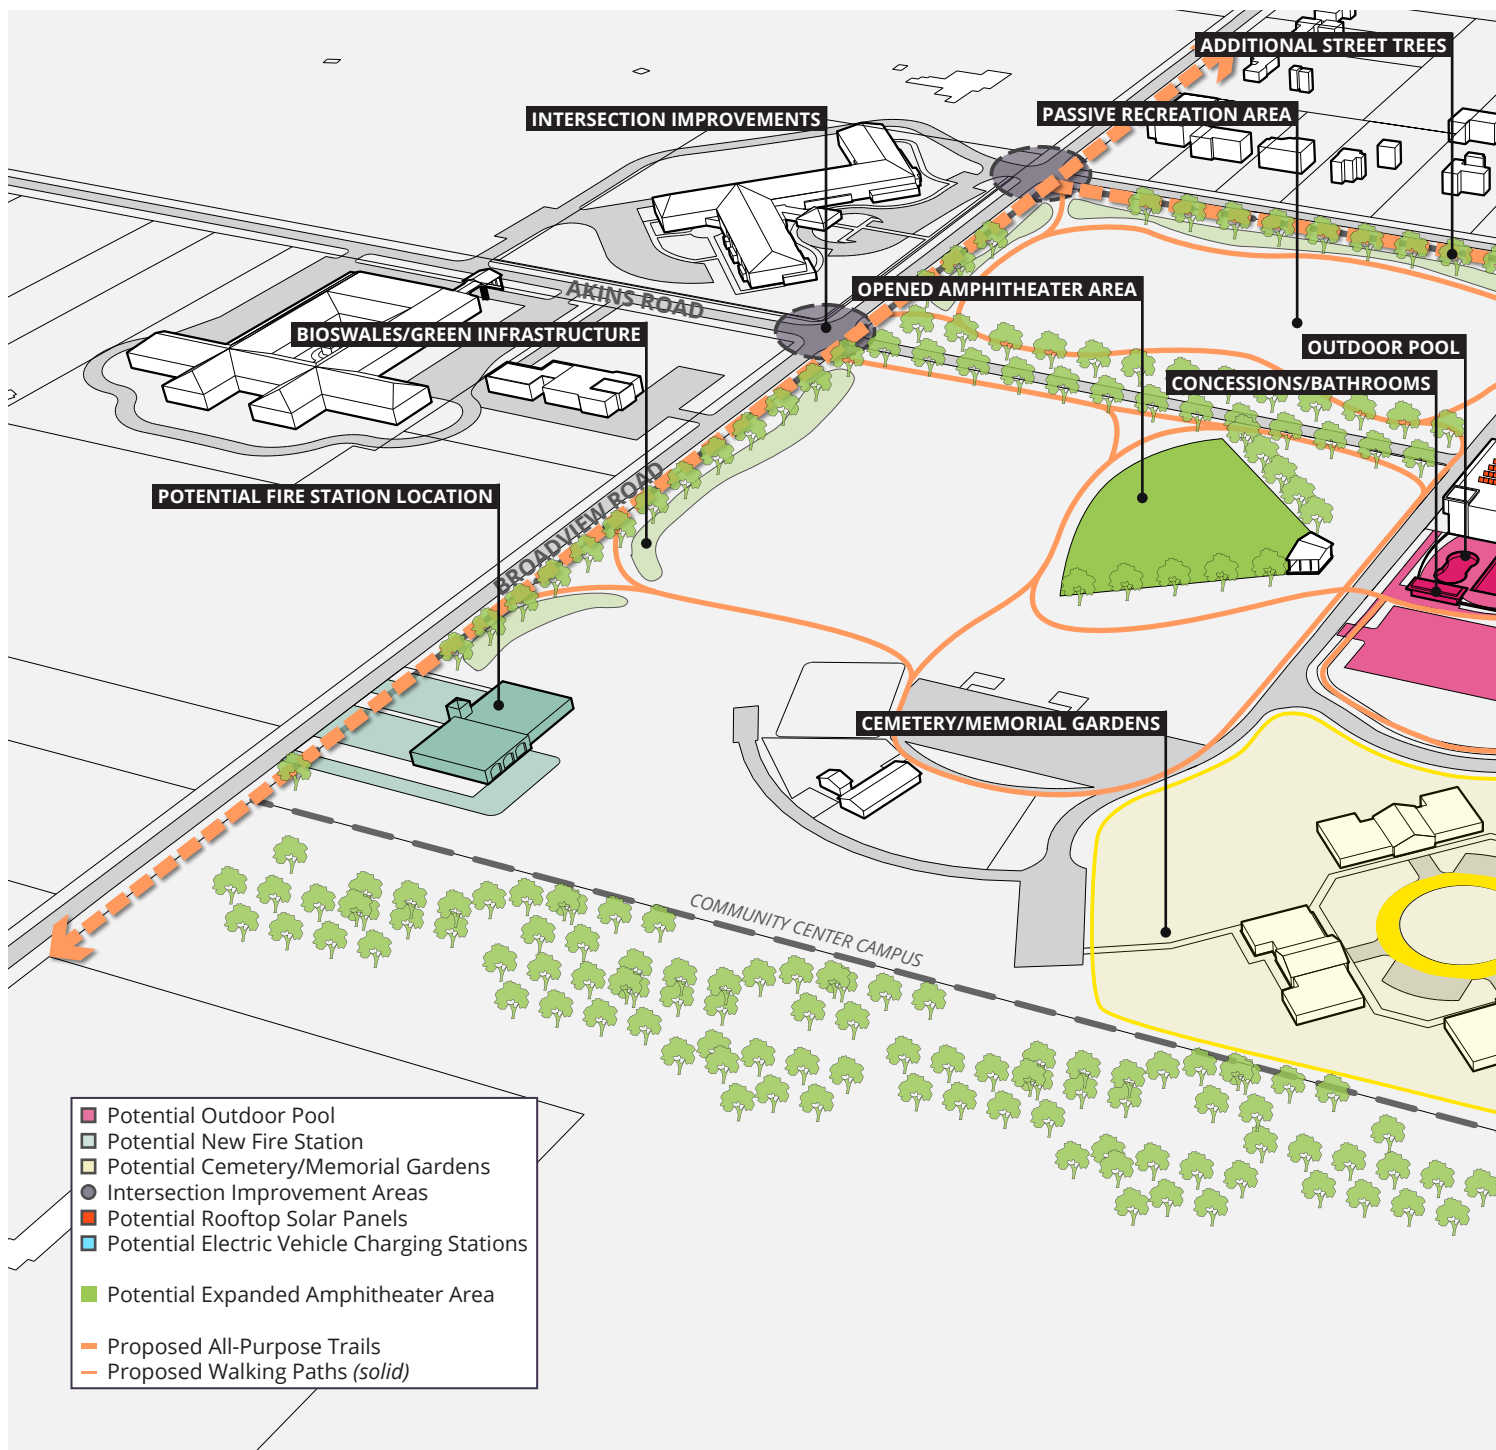 ADDITIONAL STREET TREES
INTERSECTION IMPROVEMENTS
PASSIVE RECREATION AREA
AKINS ROAD
OPENED AMPHITHEATER AREA
BIOSWALES/GREEN INFRASTRUCTURE
OUTDOOR POOL
CONCESSIONS/BATHROOMS
POTENTIAL FIRE STATION LOCATION
BROADVIEW ROAD
CEMETERY/MEMORIAL GARDENS
COMMUNITY CENTER CAMPUS
Potential Outdoor Pool
Potential New Fire Station
Potential Cemetery/Memorial Gardens
Intersection Improvement Areas
Potential Rooftop Solar Panels
Potential Electric Vehicle Charging Stations
Potential Expanded Amphitheater Area
Proposed All-Purpose Trails
Proposed Walking Paths (solid)